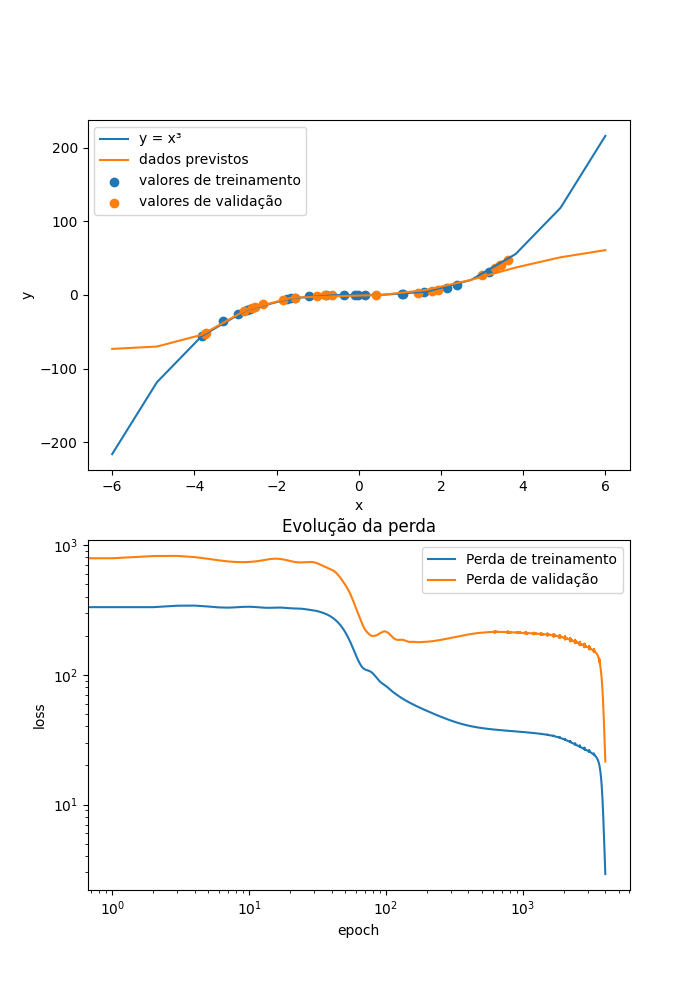 y = x³
dados previstos
valores de treinamento
valores de validação
200
100
0
−100
−200
y
−6 −4 −2 0 2 4 6
x
Evolução da perda
Perda de treinamento
Perda de validação
10³
10²
10¹
loss
10⁰ 10¹ 10² 10³
epoch